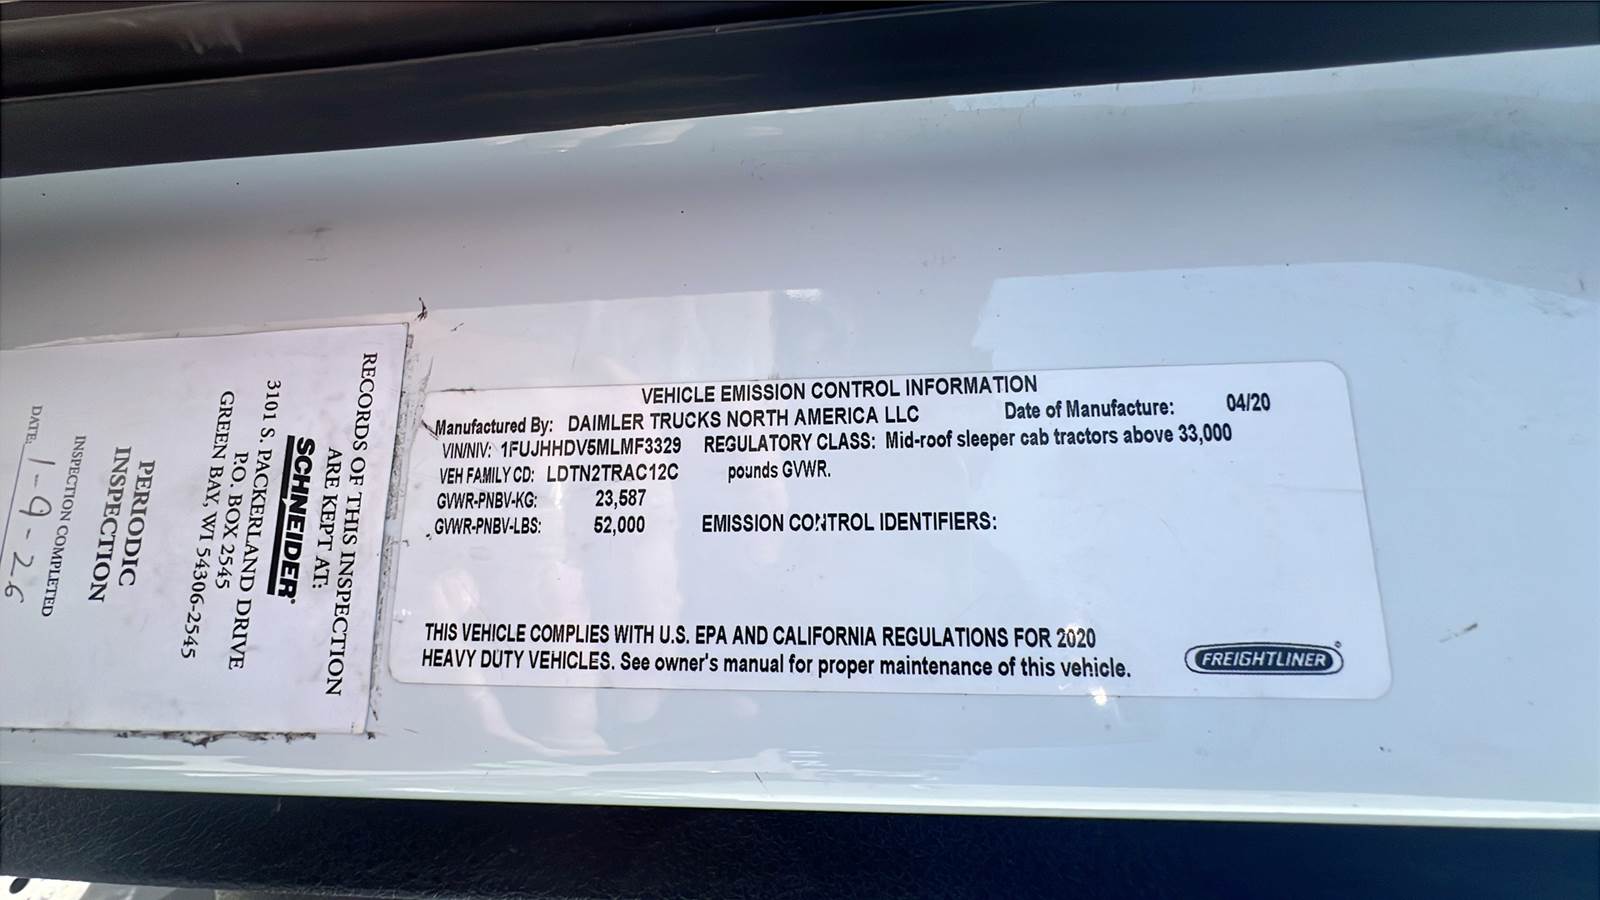 RECORDS OF THIS INSPECTION
ARE KEPT AT:
SCHNEIDER
3101 S. PACKERLAND DRIVE
P.O. BOX 2545
GREEN BAY, WI 54306-2545
PERIODIC
INSPECTION
INSPECTION COMPLETED
DATE 1-9-26
VEHICLE EMISSION CONTROL INFORMATION
Manufactured By: DAIMLER TRUCKS NORTH AMERICA LLC Date of Manufacture: 04/20
VIN/NIV: 1FUJHHDV5MLMF3329 REGULATORY CLASS: Mid-roof sleeper cab tractors above 33,000
VEH FAMILY CD: LDTN2TRAC12C pounds GVWR.
GVWR-PNBV-KG: 23,587
GVWR-PNBV-LBS: 52,000 EMISSION CONTROL IDENTIFIERS:
THIS VEHICLE COMPLIES WITH U.S. EPA AND CALIFORNIA REGULATIONS FOR 2020
HEAVY DUTY VEHICLES. See owner's manual for proper maintenance of this vehicle.
FREIGHTLINER